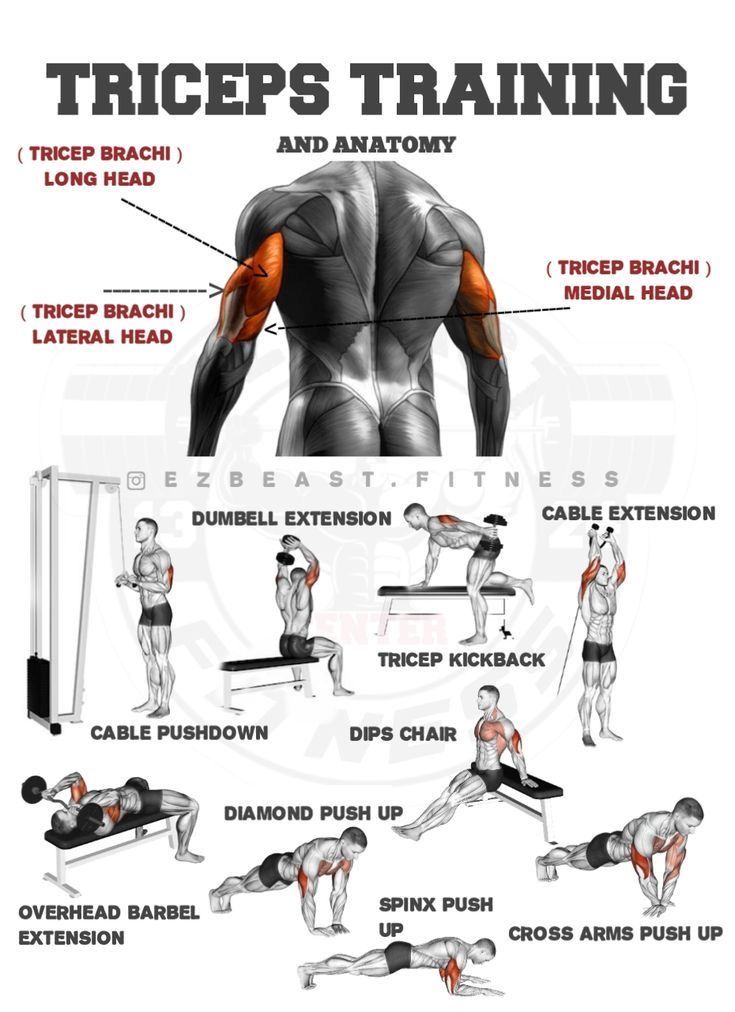 TRICEPS TRAINING
AND ANATOMY
( TRICEP BRACHI )
LONG HEAD
( TRICEP BRACHI )
MEDIAL HEAD
( TRICEP BRACHI )
LATERAL HEAD
EZBEAST.FITNESS
DUMBELL EXTENSION
CABLE EXTENSION
TRICEP KICKBACK
CABLE PUSHDOWN
DIPS CHAIR
DIAMOND PUSH UP
OVERHEAD BARBEL
EXTENSION
SPINX PUSH
UP
CROSS ARMS PUSH UP